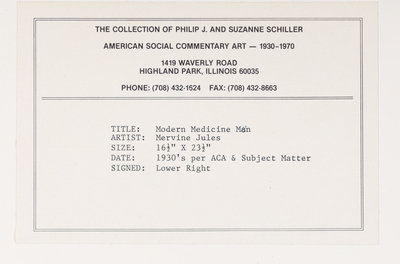 THE COLLECTION OF PHILIP J. AND SUZANNE SCHILLER
AMERICAN SOCIAL COMMENTARY ART — 1930-1970
1419 WAVERLY ROAD
HIGHLAND PARK, ILLINOIS 60035
PHONE: (708) 432-1624 FAX: (708) 432-8663
TITLE: Modern Medicine Man
ARTIST: Mervine Jules
SIZE: 16½" X 23½"
DATE: 1930's per ACA & Subject Matter
SIGNED: Lower Right